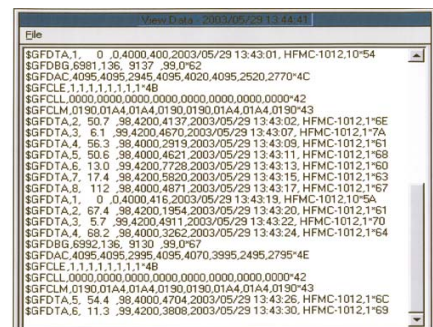 View Data - 2003/05/29 13:44:41
File
$GFDTA,1,   0  ,0,4000,400,2003/05/29 13:43:01, HFMC-1012,10*54
$GFDBG,6981,136,  9137  ,99,0*62
$GFDAC,4095,4095,2945,4095,4020,4095,2520,2770*4C
$GFCLE,1,1,1,1,1,1,1,1*4B
$GFCLL,0000,0000,0000,0000,0000,0000,0000,0000*42
$GFCLM,0190,01A4,01A4,0190,0190,01A4,01A4,0190*43
$GFDTA,2,  50.7  ,98,4200,4137,2003/05/29 13:43:02, HFMC-1012,1*6E
$GFDTA,3,   6.1  ,99,4200,4670,2003/05/29 13:43:07, HFMC-1012,1*7A
$GFDTA,4,  56.3  ,98,4000,2919,2003/05/29 13:43:09, HFMC-1012,1*61
$GFDTA,5,  50.6  ,98,4000,4621,2003/05/29 13:43:11, HFMC-1012,1*68
$GFDTA,6,  13.0  ,99,4200,7728,2003/05/29 13:43:13, HFMC-1012,1*60
$GFDTA,7,  17.4  ,98,4200,5820,2003/05/29 13:43:15, HFMC-1012,1*63
$GFDTA,8,  112  ,98,4000,4871,2003/05/29 13:43:17, HFMC-1012,1*67
$GFDTA,1,   0  ,0,4000,416,2003/05/29 13:43:19, HFMC-1012,10*5A
$GFDTA,2,  67.4  ,98,4200,1954,2003/05/29 13:43:20, HFMC-1012,1*61
$GFDTA,3,   5.7  ,99,4200,4911,2003/05/29 13:43:22, HFMC-1012,1*70
$GFDTA,4,  68.2  ,98,4000,3262,2003/05/29 13:43:24, HFMC-1012,1*64
$GFDBG,6992,136,  9130  ,99,0*67
$GFDAC,4095,4095,2995,4095,4070,3995,2495,2795*4E
$GFCLE,1,1,1,1,1,1,1,1*4B
$GFCLL,0000,0000,0000,0000,0000,0000,0000,0000*42
$GFCLM,0190,01A4,01A4,0190,0190,01A4,01A4,0190*43
$GFDTA,5,  54.4  ,98,4000,4704,2003/05/29 13:43:26, HFMC-1012,1*6C
$GFDTA,6,  11.3  ,99,4200,3808,2003/05/29 13:43:30, HFMC-1012,1*69